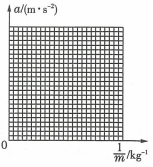 a/(m·s⁻²)
0
1/m /kg⁻¹